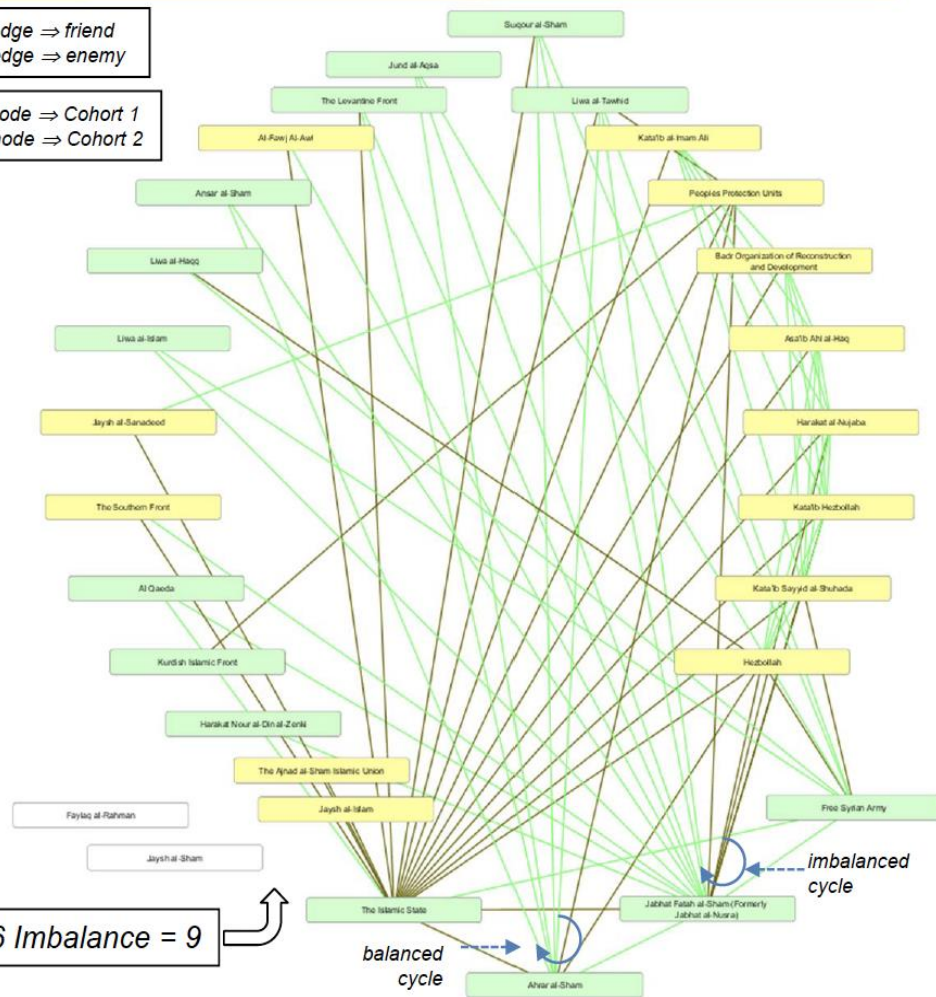 dge ⇒ friend
edge ⇒ enemy
ode ⇒ Cohort 1
node ⇒ Cohort 2
Suqour al-Sham
Jund al-Aqsa
The Levantine Front
Liwa al-Tawhid
Al-Fawj Al-Awl
Kata'ib al-Imam Ali
Ansar al-Sham
Peoples Protection Units
Liwa al-Haqq
Badr Organization of Reconstruction
and Development
Liwa al-Islam
Asa'ib Ahl al-Haq
Jaysh al-Sanadeed
Harakat al-Nujaba
The Southern Front
Kata'ib Hezbollah
Al Qaeda
Kata'ib Sayyid al-Shuhada
Kurdish Islamic Front
Hezbollah
Harakat Nour al-Din al-Zenki
The Ajnad al-Sham Islamic Union
Jaysh al-Islam
Faylaq al-Rahman
Free Syrian Army
Jaysh al-Sham
imbalanced
cycle
The Islamic State
Jabhat Fatah al-Sham (Formerly
Jabhat al-Nusra)
6 Imbalance = 9
balanced
cycle
Ahrar al-Sham